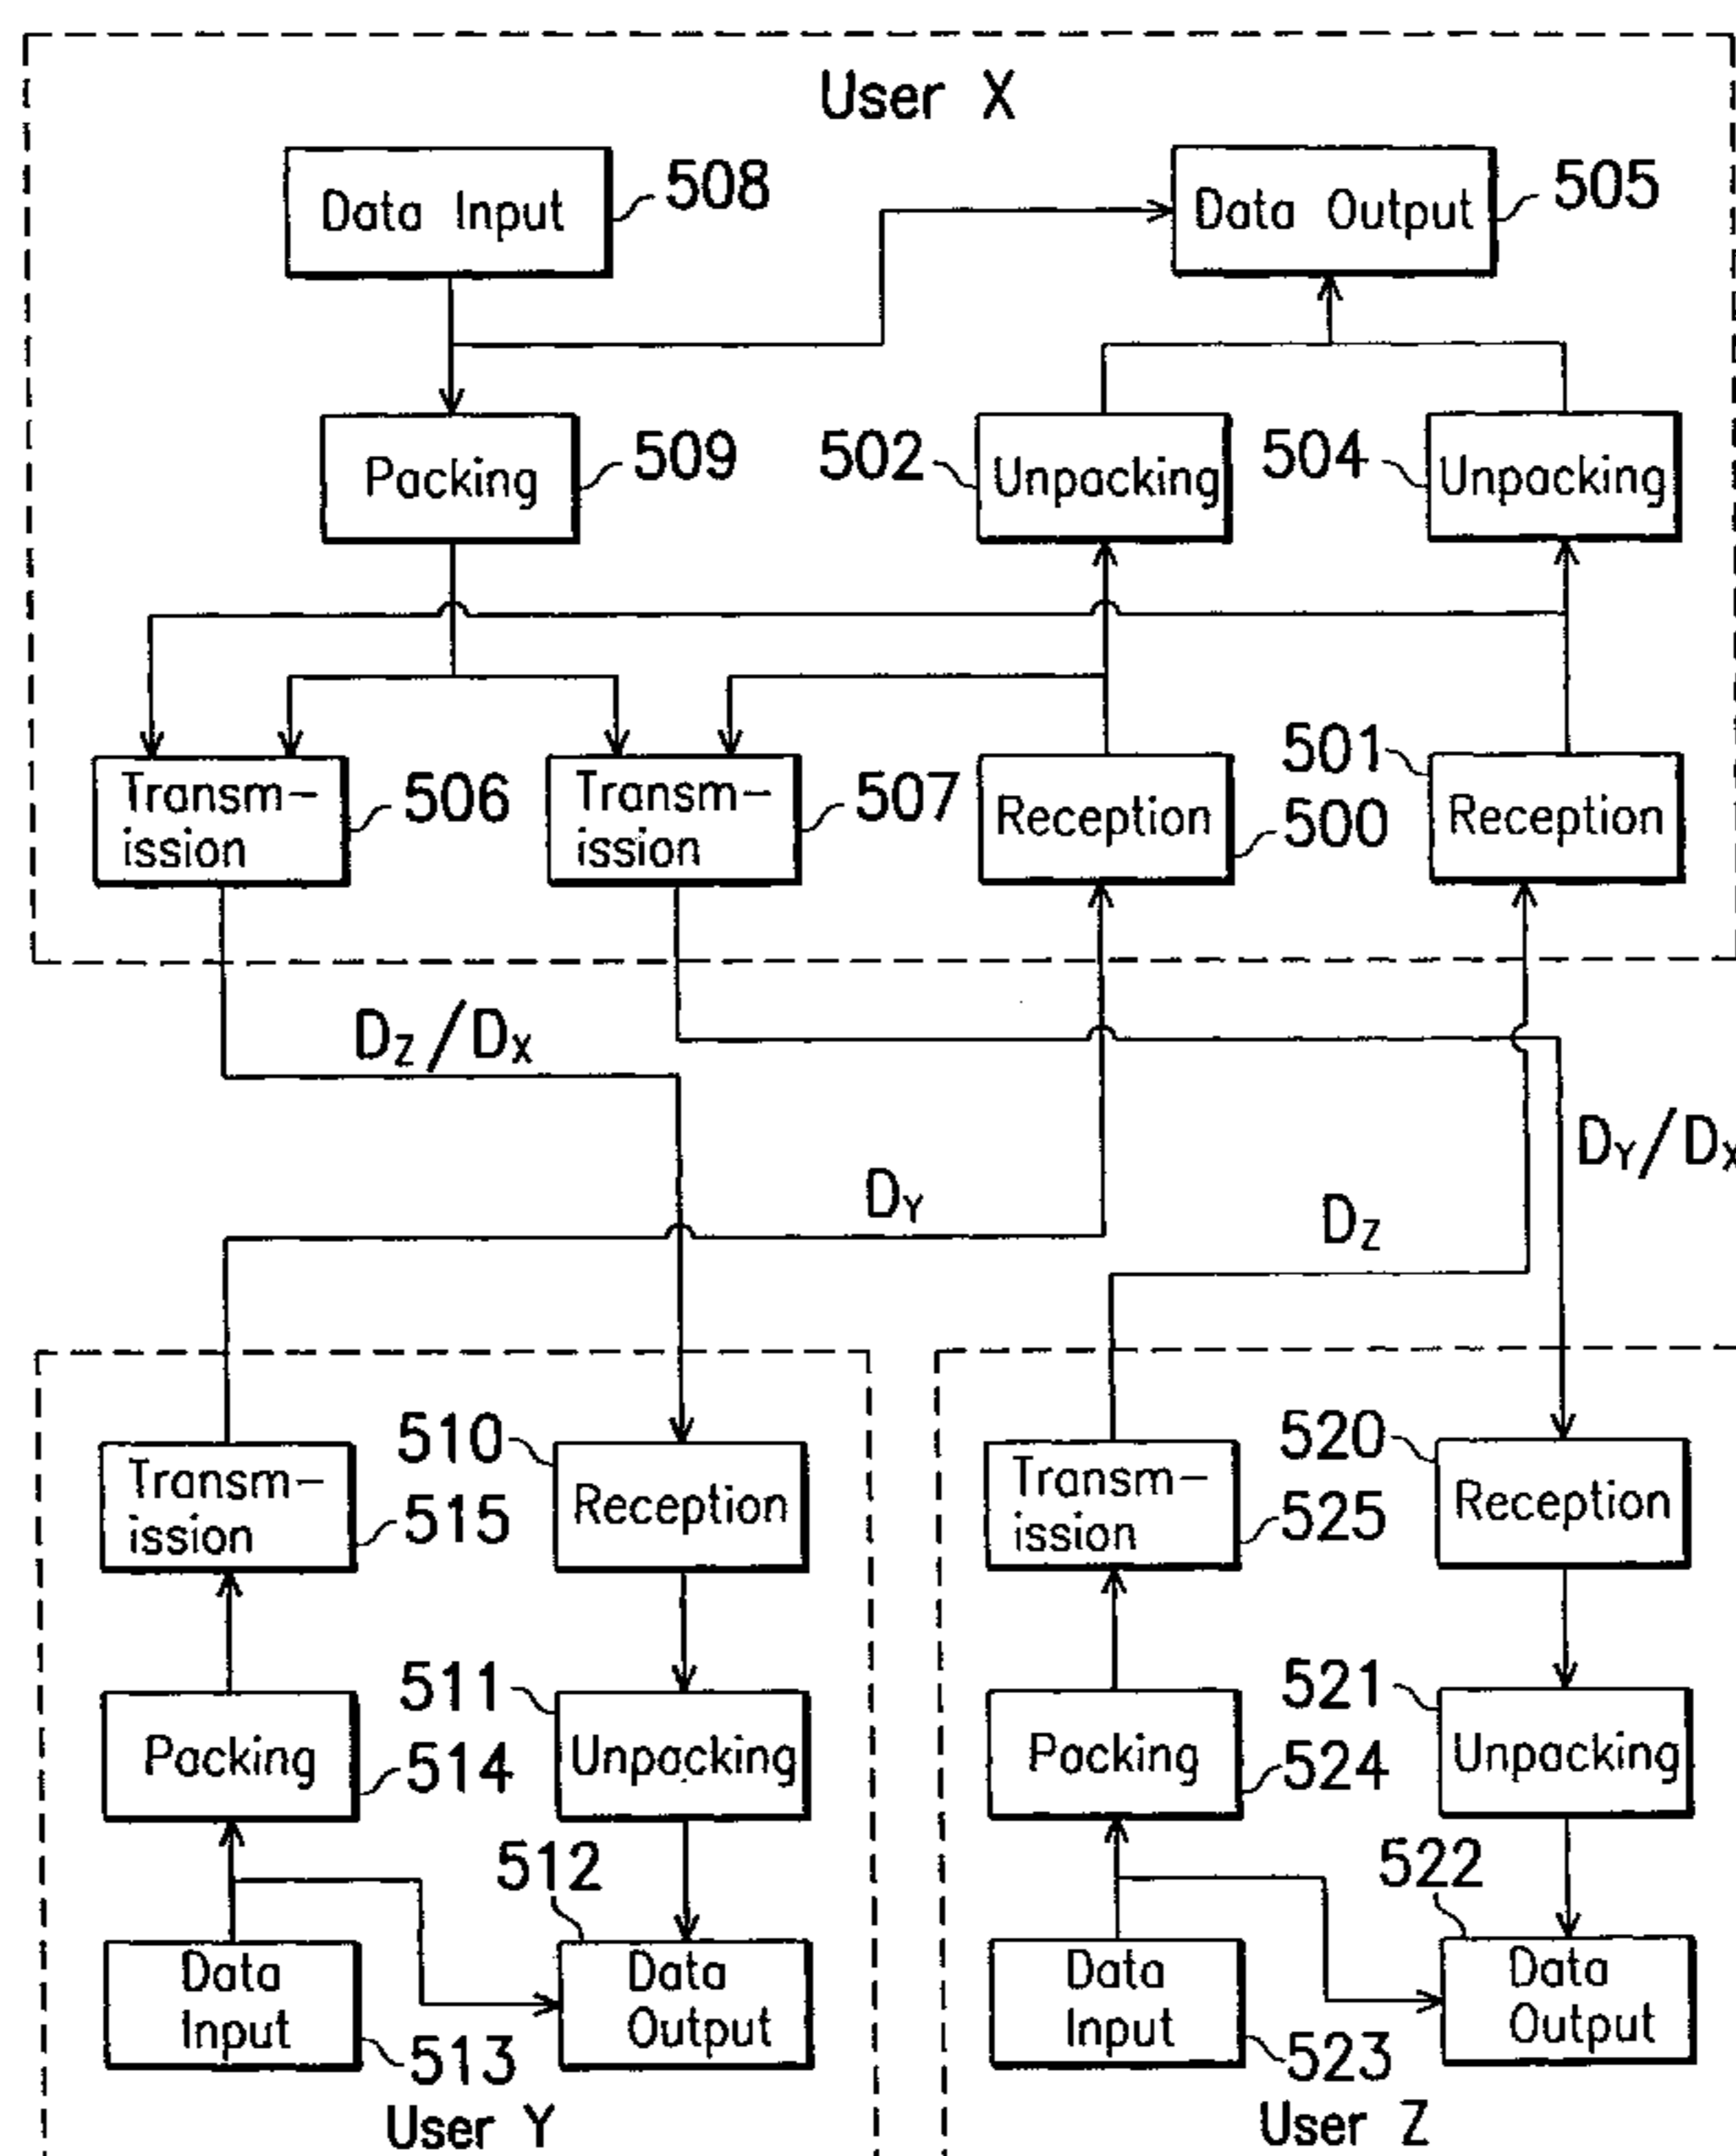 User X
Data Input
508
Data Output
505
Packing
509
502
Unpacking
504
Unpacking
Transm-
ission
506
Transm-
ission
507
Reception
500
501
Reception
DZ/DX
DY/DX
DY
DZ
Transm-
ission
515
510
Reception
Transm-
ission
525
520
Reception
Packing
514
511
Unpacking
Packing
524
521
Unpacking
512
522
Data
Input
513
Data
Output
Data
Input
523
Data
Output
User Y
User Z